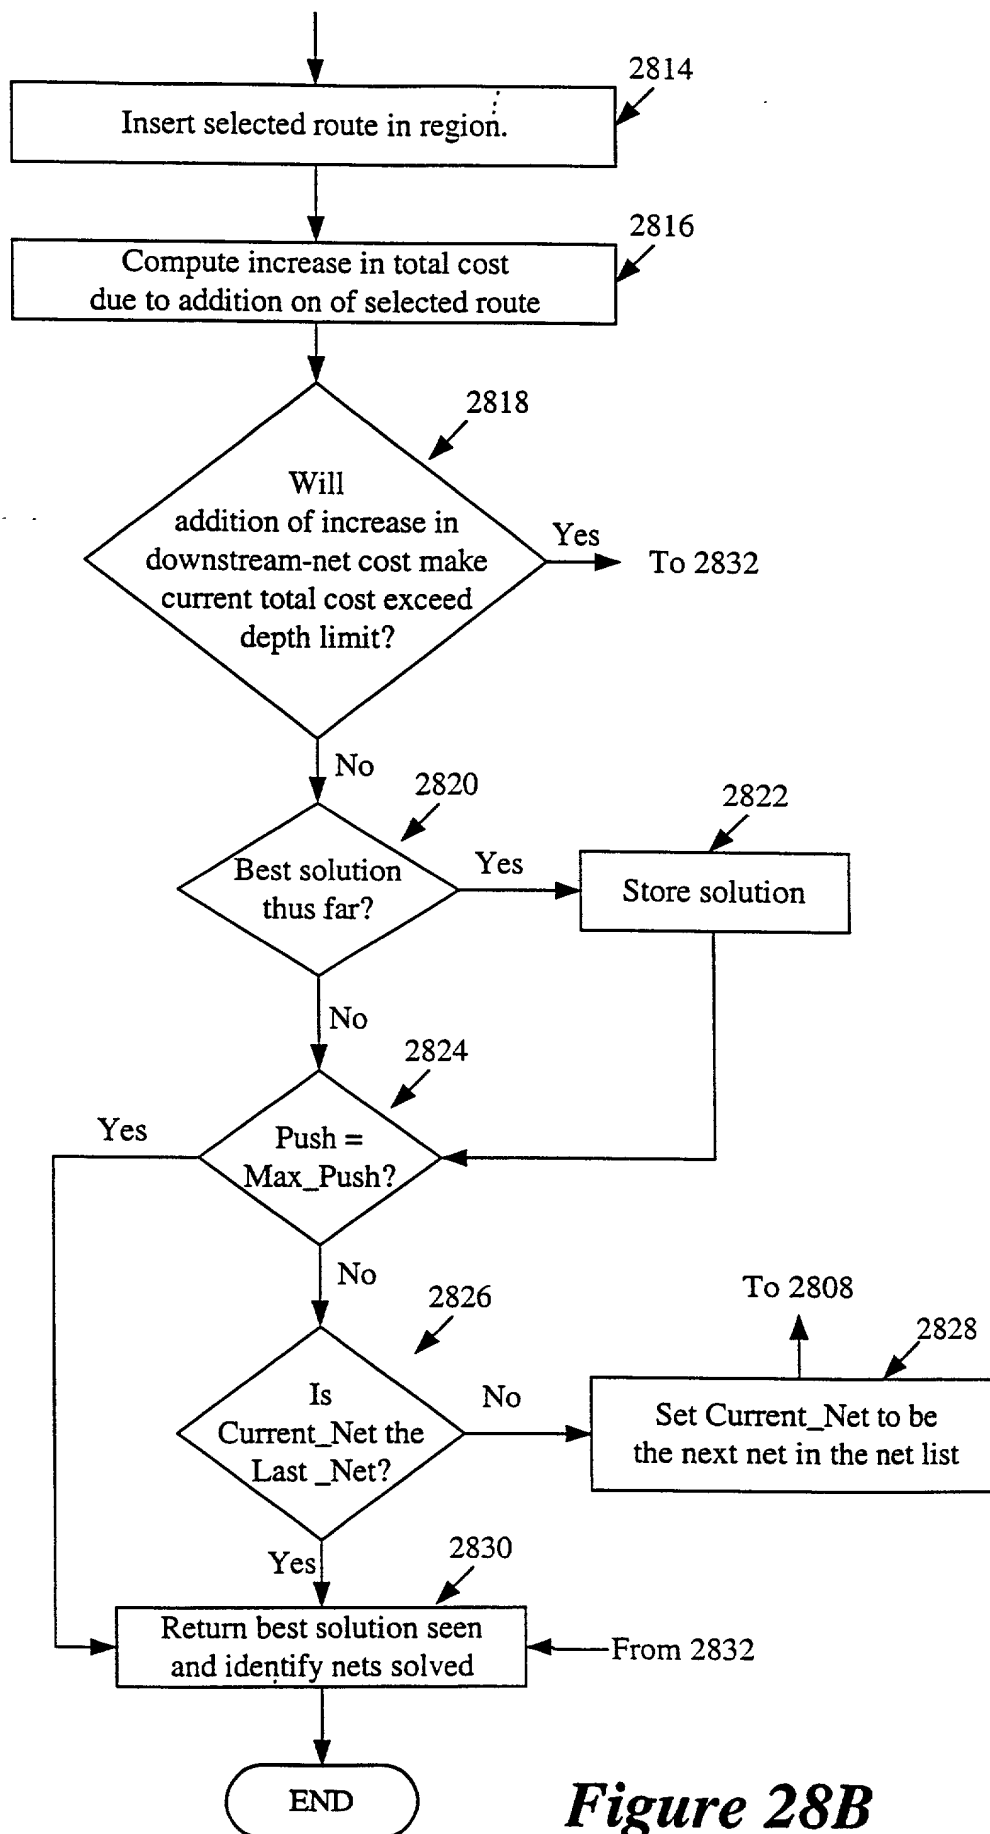 2814
Insert selected route in region.
2816
Compute increase in total cost
due to addition on of selected route
2818
Will
addition of increase in
downstream-net cost make
current total cost exceed
depth limit?
Yes
To 2832
No
2820
2822
Best solution
thus far?
Yes
Store solution
No
2824
Yes
Push =
Max_Push?
No
2826
To 2808
2828
Is
Current_Net the
Last _Net?
No
Set Current_Net to be
the next net in the net list
Yes
2830
Return best solution seen
and identify nets solved
From 2832
END
Figure 28B